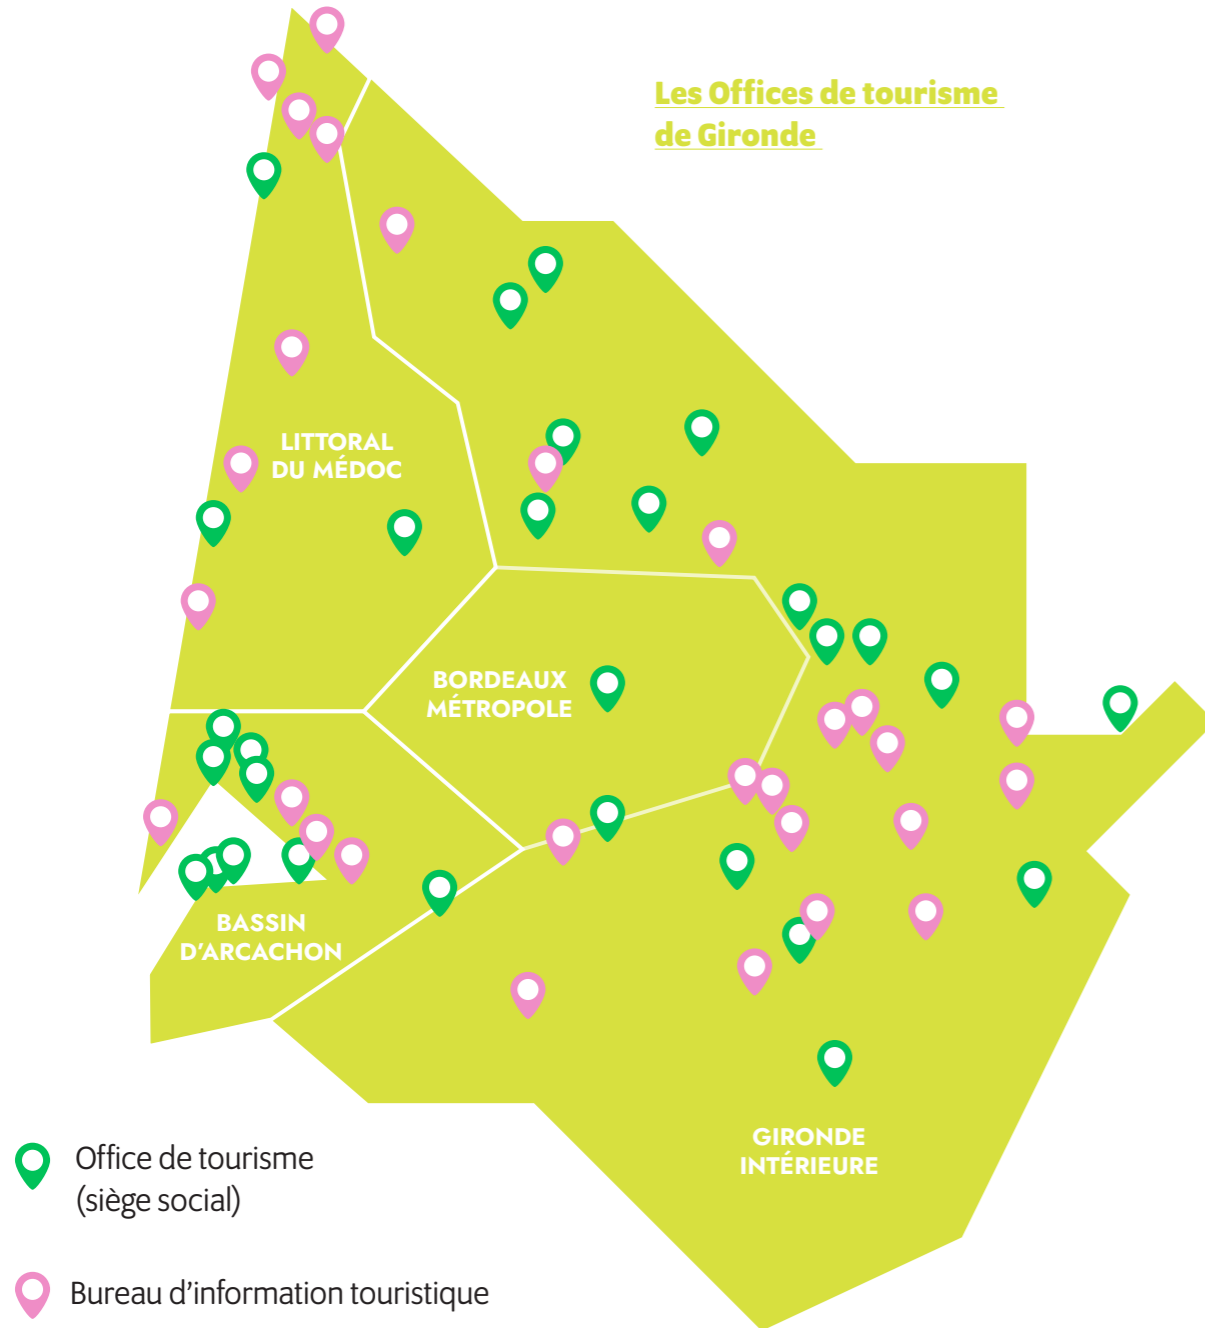 Les Offices de tourisme
de Gironde
LITTORAL
DU MÉDOC
BORDEAUX
MÉTROPOLE
BASSIN
D'ARCACHON
GIRONDE
INTÉRIEURE
Office de tourisme
(siège social)
Bureau d'information touristique